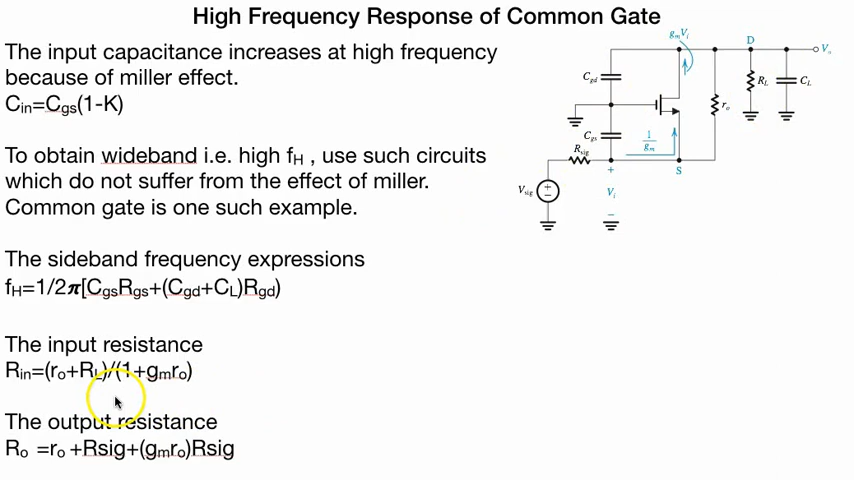 High Frequency Response of Common Gate
The input capacitance increases at high frequency
because of miller effect.
Cin=Cgs(1-K)
To obtain wideband i.e. high fH , use such circuits
which do not suffer from the effect of miller.
Common gate is one such example.
The sideband frequency expressions
fH=1/2π[CgsRgs+(Cgd+CL)Rgd)
The input resistance
Rin=(ro+RL)/(1+gmro)
The output resistance
Ro =ro +Rsig+(gmro)Rsig
gmVi
D
Vo
Cgd
RL
CL
ro
Cgs
1/gm
Rsig
+
S
Vsig
+
−
Vi
−